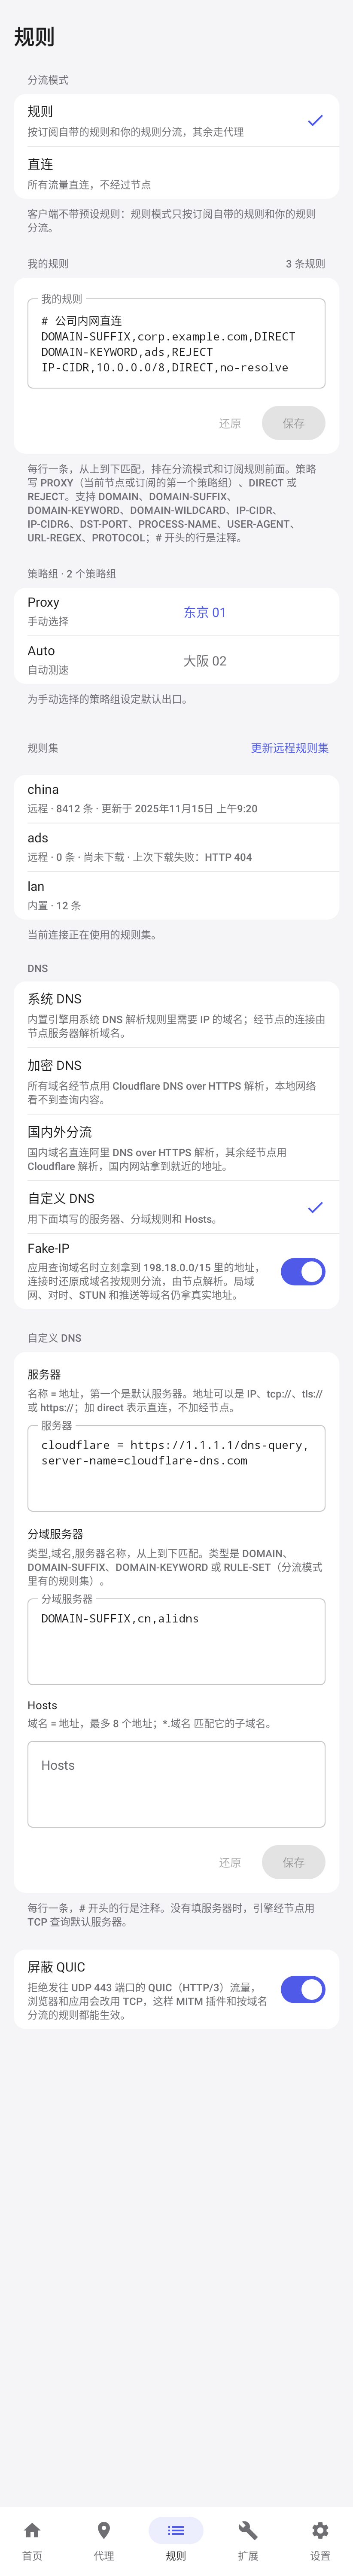 规则
分流模式
规则
按订阅自带的规则和你的规则分流，其余走代理
直连
所有流量直连，不经过节点
客户端不带预设规则：规则模式只按订阅自带的规则和你的规则
分流。
我的规则
3 条规则
我的规则
# 公司内网直连
DOMAIN-SUFFIX,corp.example.com,DIRECT
DOMAIN-KEYWORD,ads,REJECT
IP-CIDR,10.0.0.0/8,DIRECT,no-resolve
还原
保存
每行一条，从上到下匹配，排在分流模式和订阅规则前面。策略
写 PROXY（当前节点或订阅的第一个策略组）、DIRECT 或
REJECT。支持 DOMAIN、DOMAIN-SUFFIX、
DOMAIN-KEYWORD、DOMAIN-WILDCARD、IP-CIDR、
IP-CIDR6、DST-PORT、PROCESS-NAME、USER-AGENT、
URL-REGEX、PROTOCOL；# 开头的行是注释。
策略组 · 2 个策略组
Proxy
手动选择
东京 01
Auto
自动测速
大阪 02
为手动选择的策略组设定默认出口。
规则集
更新远程规则集
china
远程 · 8412 条 · 更新于 2025年11月15日 上午9:20
ads
远程 · 0 条 · 尚未下载 · 上次下载失败：HTTP 404
lan
内置 · 12 条
当前连接正在使用的规则集。
DNS
系统 DNS
内置引擎用系统 DNS 解析规则里需要 IP 的域名；经节点的连接由
节点服务器解析域名。
加密 DNS
所有域名经节点用 Cloudflare DNS over HTTPS 解析，本地网络
看不到查询内容。
国内外分流
国内域名直连阿里 DNS over HTTPS 解析，其余经节点用
Cloudflare 解析，国内网站拿到就近的地址。
自定义 DNS
用下面填写的服务器、分域规则和 Hosts。
Fake-IP
应用查询域名时立刻拿到 198.18.0.0/15 里的地址，
连接时还原成域名按规则分流，由节点解析。局域
网、对时、STUN 和推送等域名仍拿真实地址。
自定义 DNS
服务器
名称 = 地址，第一个是默认服务器。地址可以是 IP、tcp://、tls://
或 https://；加 direct 表示直连，不加经节点。
服务器
cloudflare = https://1.1.1.1/dns-query,
server-name=cloudflare-dns.com
分域服务器
类型,域名,服务器名称，从上到下匹配。类型是 DOMAIN、
DOMAIN-SUFFIX、DOMAIN-KEYWORD 或 RULE-SET（分流模式
里有的规则集）。
分域服务器
DOMAIN-SUFFIX,cn,alidns
Hosts
域名 = 地址，最多 8 个地址；*.域名 匹配它的子域名。
Hosts
还原
保存
每行一条，# 开头的行是注释。没有填服务器时，引擎经节点用
TCP 查询默认服务器。
屏蔽 QUIC
拒绝发往 UDP 443 端口的 QUIC（HTTP/3）流量，
浏览器和应用会改用 TCP，这样 MITM 插件和按域名
分流的规则都能生效。
首页
代理
规则
扩展
设置